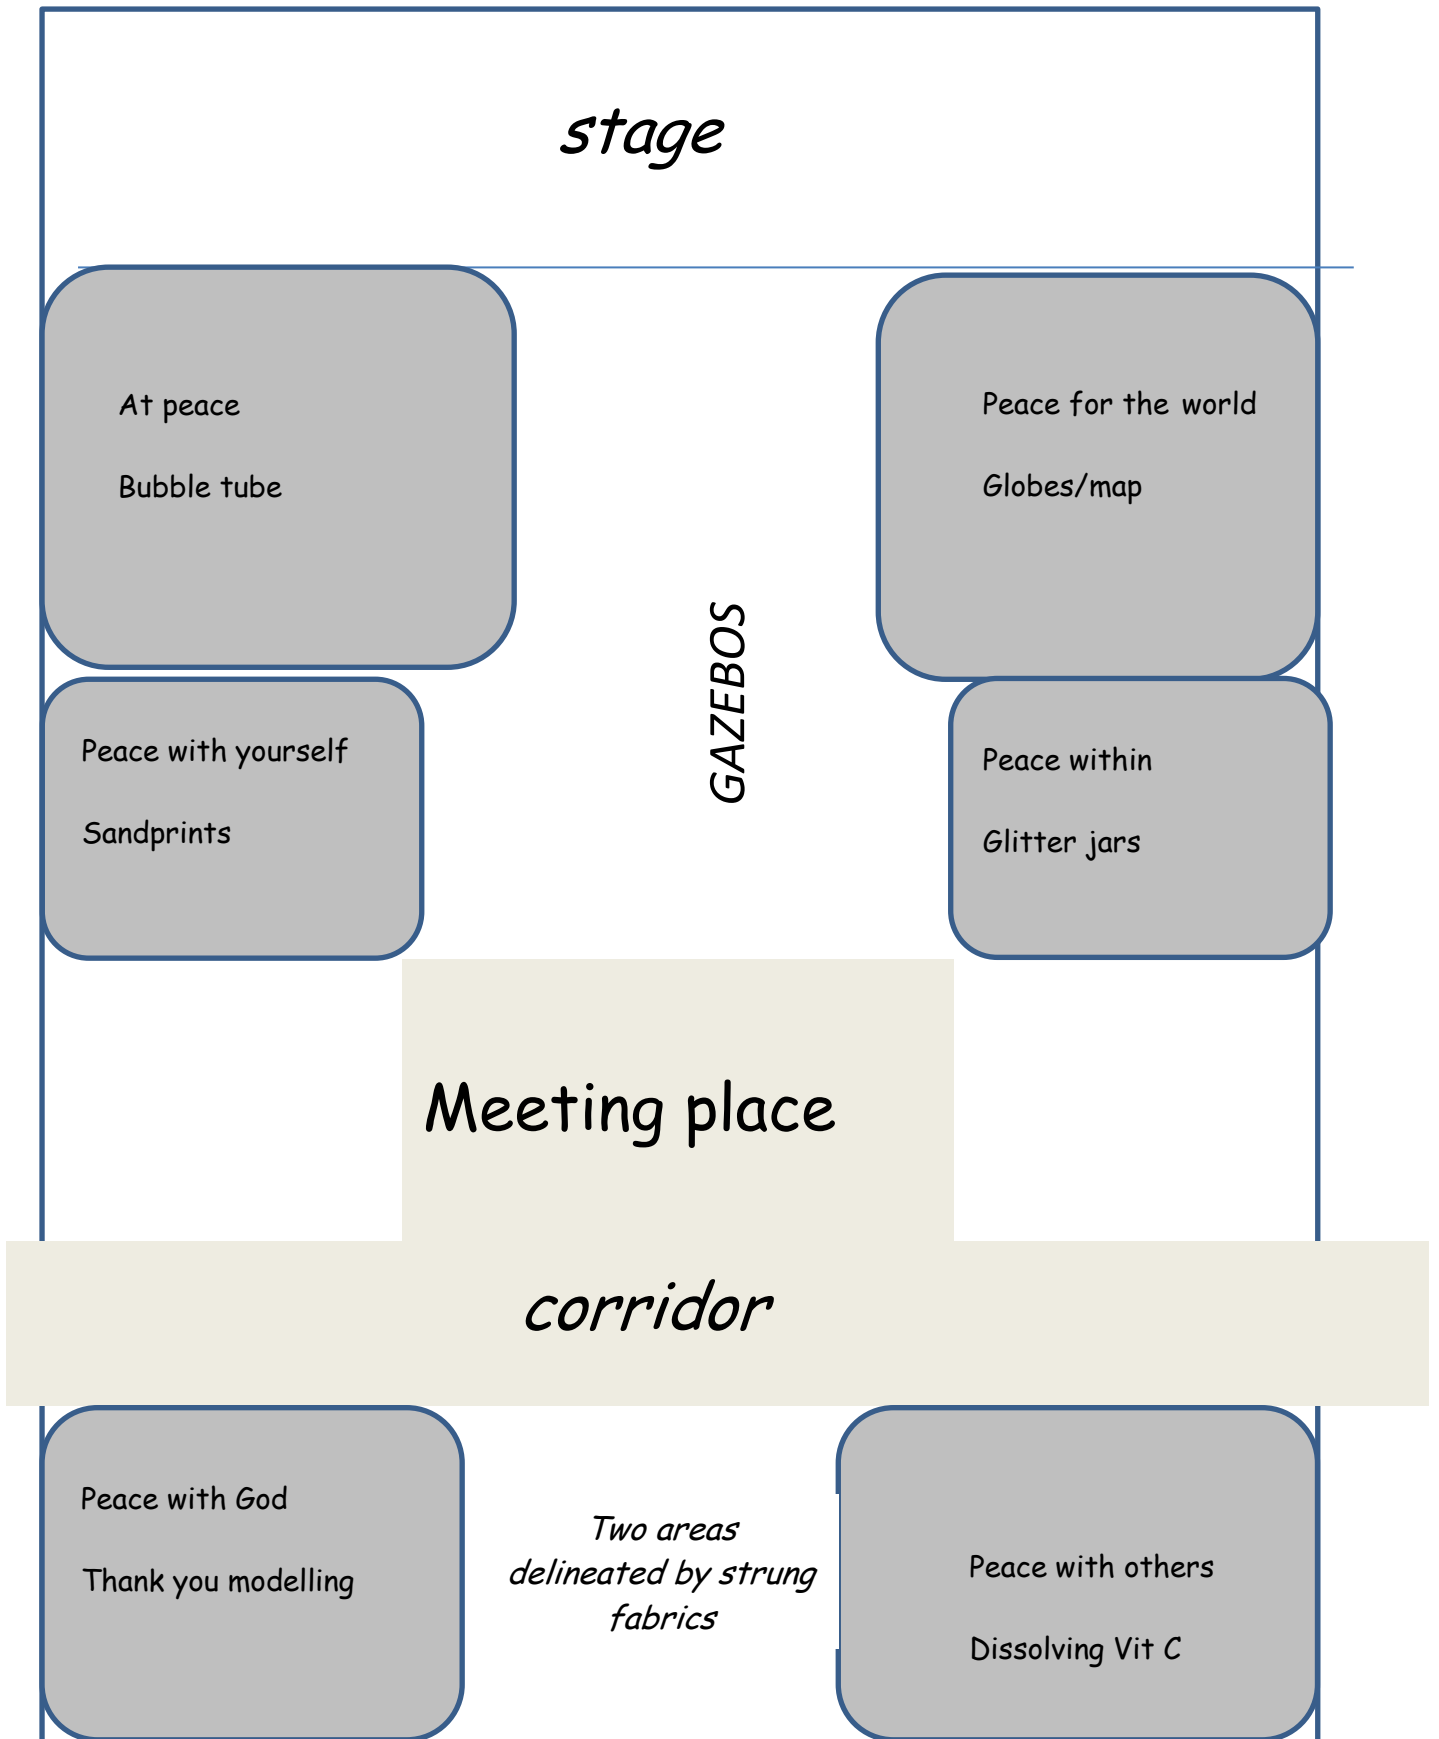 stage
At peace
Bubble tube
Peace for the world
Globes/map
GAZEBOS
Peace with yourself
Sandprints
Peace within
Glitter jars
Meeting place
corridor
Peace with God
Thank you modelling
Two areas
delineated by strung
fabrics
Peace with others
Dissolving Vit C